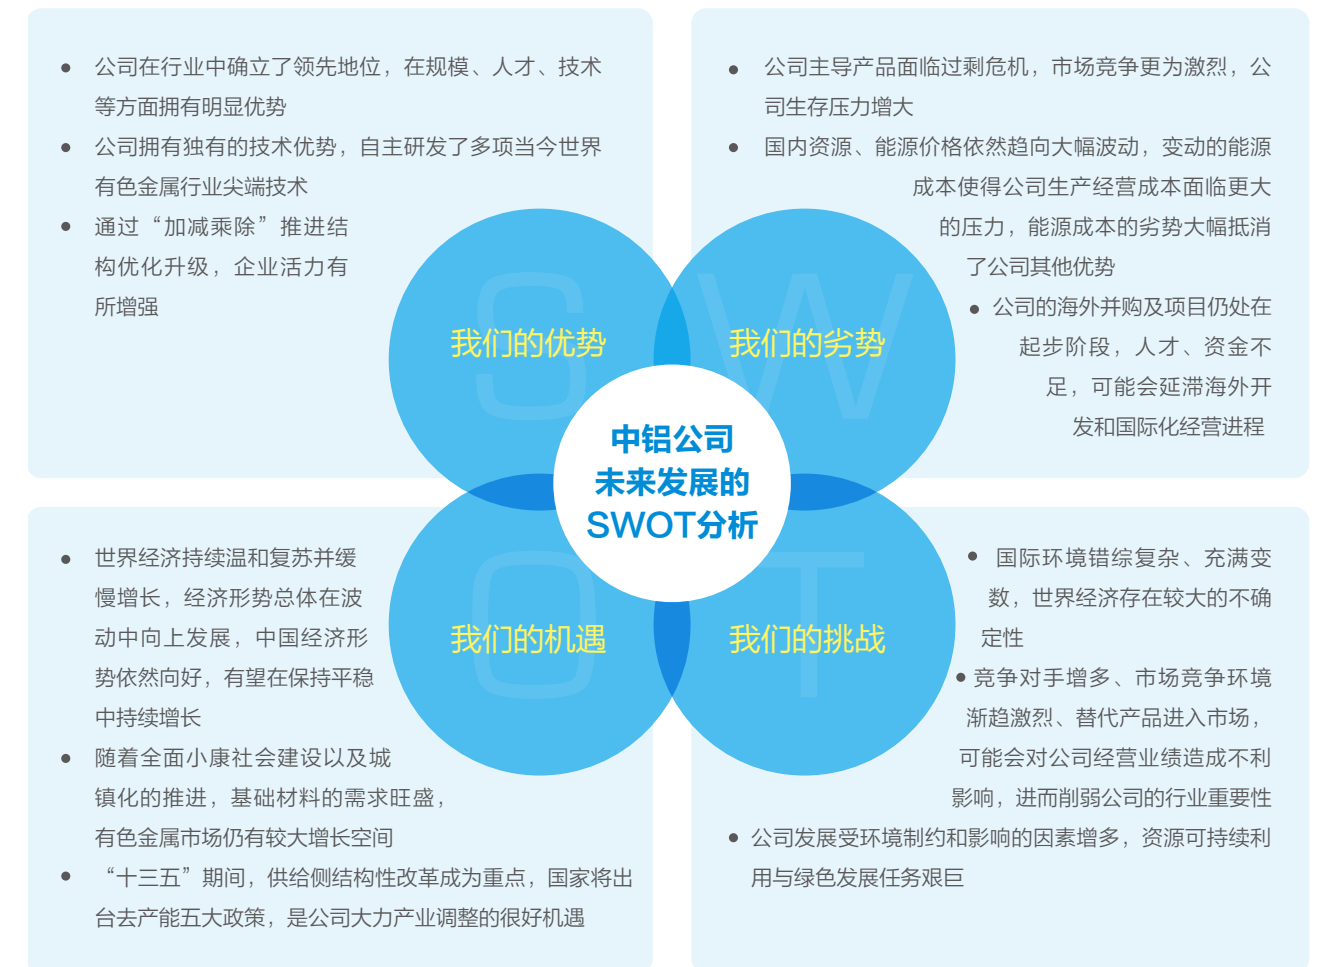 ● 公司在行业中确立了领先地位，在规模、人才、技术
等方面拥有明显优势
● 公司拥有独有的技术优势，自主研发了多项当今世界
有色金属行业尖端技术
● 通过“加减乘除”推进结
构优化升级，企业活力有
所增强
S
我们的优势
● 公司主导产品面临过剩危机，市场竞争更为激烈，公
司生存压力增大
● 国内资源、能源价格依然趋向大幅波动，变动的能源
成本使得公司生产经营成本面临更大
的压力，能源成本的劣势大幅抵消
了公司其他优势
● 公司的海外并购及项目仍处在
起步阶段，人才、资金不
足，可能会延滞海外开
发和国际化经营进程
W
我们的劣势
中铝公司
未来发展的
SWOT分析
● 世界经济持续温和复苏并缓
慢增长，经济形势总体在波
动中向上发展，中国经济形
势依然向好，有望在保持平稳
中持续增长
● 随着全面小康社会建设以及城
镇化的推进，基础材料的需求旺盛，
有色金属市场仍有较大增长空间
● “十三五”期间，供给侧结构性改革成为重点，国家将出
台去产能五大政策，是公司大力产业调整的很好机遇
O
我们的机遇
● 国际环境错综复杂、充满变
数，世界经济存在较大的不确
定性
● 竞争对手增多、市场竞争环境
渐趋激烈、替代产品进入市场，
可能会对公司经营业绩造成不利
影响，进而削弱公司的行业重要性
● 公司发展受环境制约和影响的因素增多，资源可持续利
用与绿色发展任务艰巨
T
我们的挑战